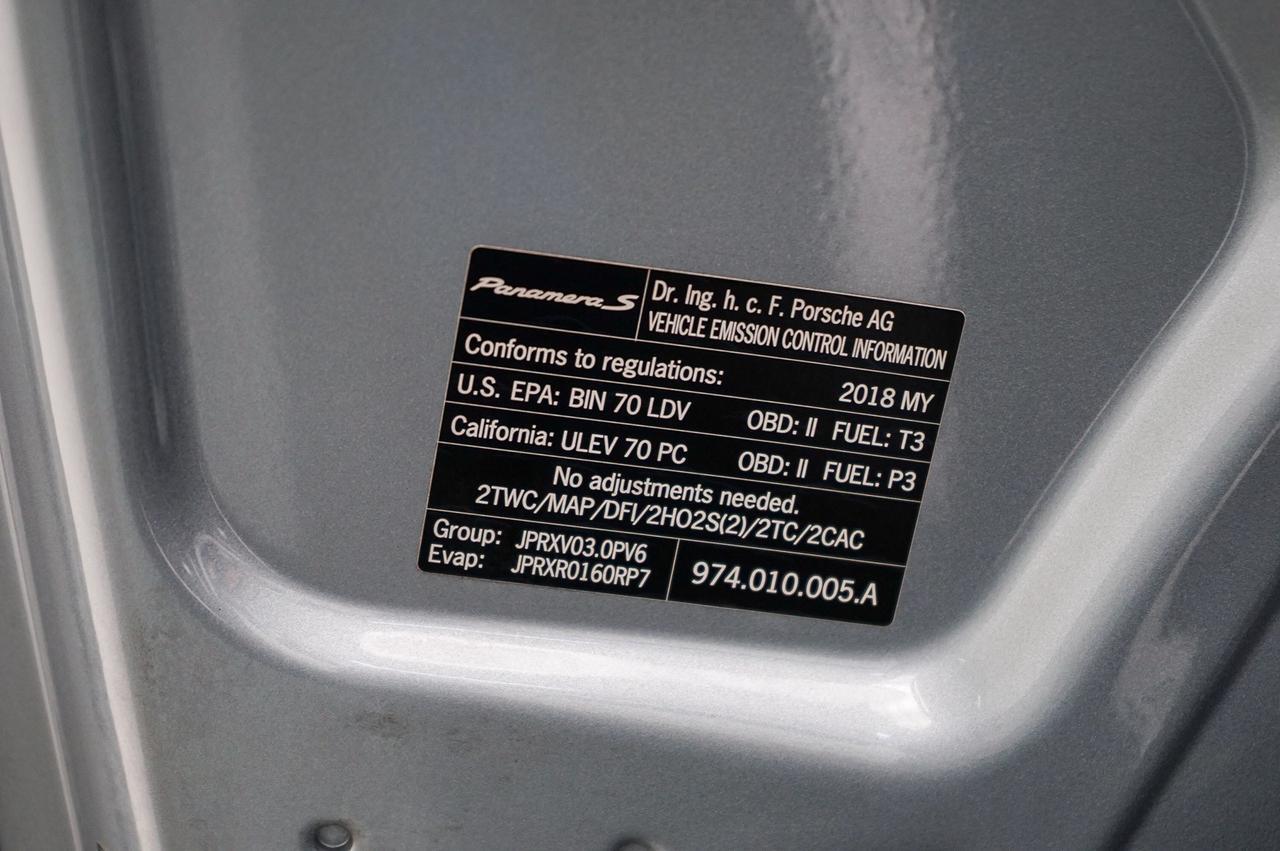 Panamera S
Dr. Ing. h. c. F. Porsche AG
VEHICLE EMISSION CONTROL INFORMATION
Conforms to regulations: 2018 MY
U.S. EPA: BIN 70 LDV OBD: II FUEL: T3
California: ULEV 70 PC OBD: II FUEL: P3
No adjustments needed.
2TWC/MAP/DFI/2HO2S(2)/2TC/2CAC
Group: JPRXV03.0PV6
Evap: JPRXR0160RP7
974.010.005.A